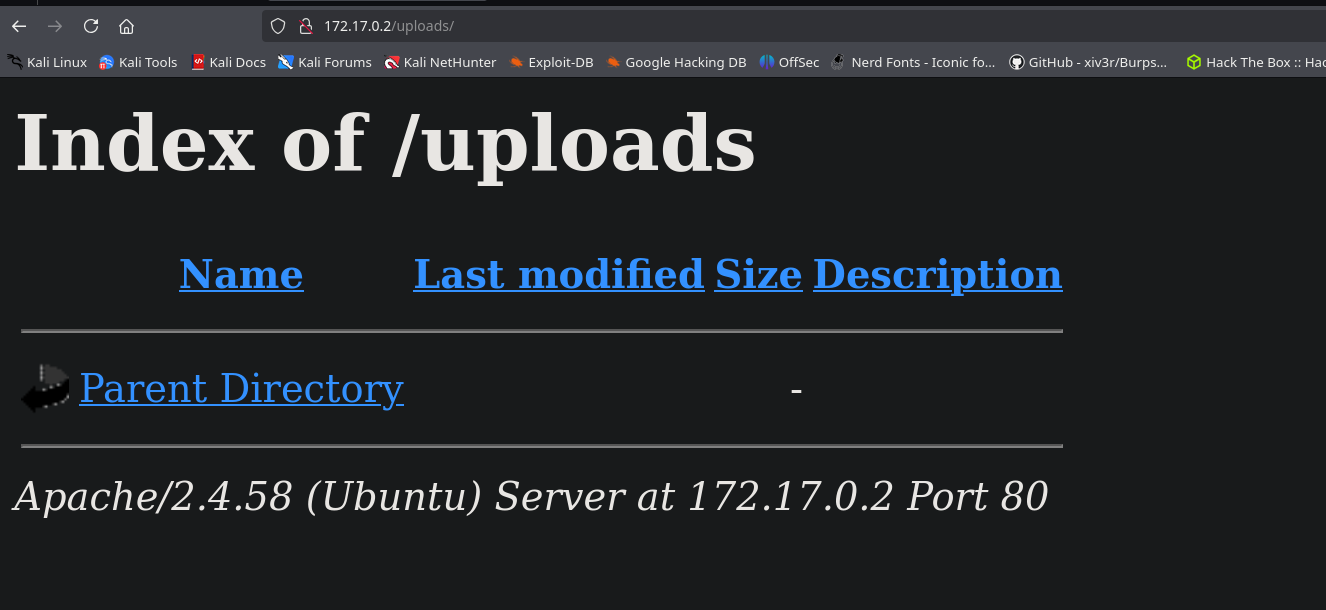 172.17.0.2/uploads/
Kali Linux Kali Tools Kali Docs Kali Forums Kali NetHunter Exploit-DB Google Hacking DB OffSec Nerd Fonts - Iconic fo... GitHub - xiv3r/Burps... Hack The Box :: Hac
Index of /uploads
Name Last modified Size Description
Parent Directory -
Apache/2.4.58 (Ubuntu) Server at 172.17.0.2 Port 80